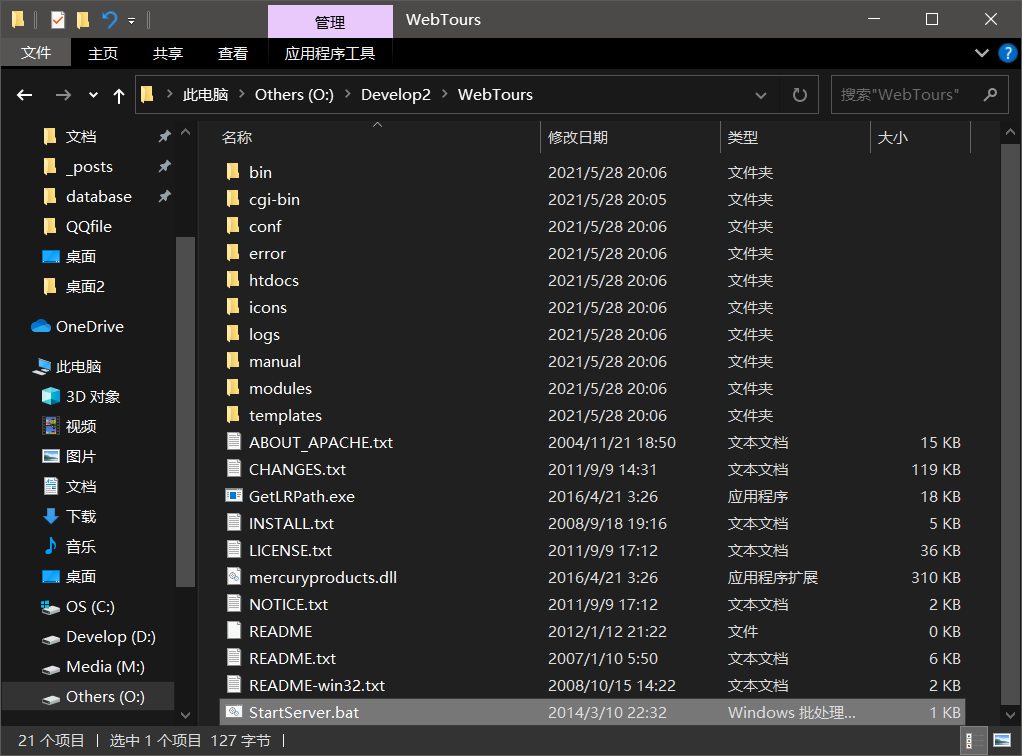 管理
WebTours
文件
主页
共享
查看
应用程序工具
?
此电脑 > Others (O:) > Develop2 > WebTours
搜索"WebTours"
文档
_posts
database
QQfile
桌面
桌面2
OneDrive
此电脑
3D 对象
视频
图片
文档
下载
音乐
桌面
OS (C:)
Develop (D:)
Media (M:)
Others (O:)
名称 修改日期 类型 大小
bin 2021/5/28 20:06 文件夹
cgi-bin 2021/5/28 20:05 文件夹
conf 2021/5/28 20:06 文件夹
error 2021/5/28 20:06 文件夹
htdocs 2021/5/28 20:06 文件夹
icons 2021/5/28 20:06 文件夹
logs 2021/5/28 20:06 文件夹
manual 2021/5/28 20:06 文件夹
modules 2021/5/28 20:06 文件夹
templates 2021/5/28 20:06 文件夹
ABOUT_APACHE.txt 2004/11/21 18:50 文本文档 15 KB
CHANGES.txt 2011/9/9 14:31 文本文档 119 KB
GetLRPath.exe 2016/4/21 3:26 应用程序 18 KB
INSTALL.txt 2008/9/18 19:16 文本文档 5 KB
LICENSE.txt 2011/9/9 17:12 文本文档 36 KB
mercuryproducts.dll 2016/4/21 3:26 应用程序扩展 310 KB
NOTICE.txt 2011/9/9 17:12 文本文档 2 KB
README 2012/1/12 21:22 文件 0 KB
README.txt 2007/1/10 5:50 文本文档 6 KB
README-win32.txt 2008/10/15 14:22 文本文档 2 KB
StartServer.bat 2014/3/10 22:32 Windows 批处理... 1 KB
21 个项目 | 选中 1 个项目 127 字节 |